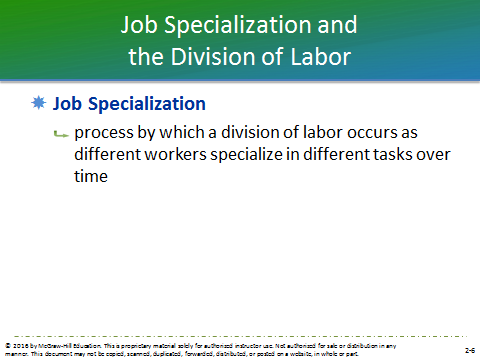 Job Specialization and
the Division of Labor
Job Specialization
process by which a division of labor occurs as
different workers specialize in different tasks over
time
© 2016 by McGraw-Hill Education. This is proprietary material solely for authorized instructor use. Not authorized for sale or distribution in any
manner. This document may not be copied, scanned, duplicated, forwarded, distributed, or posted on a website, in whole or part.
2-6